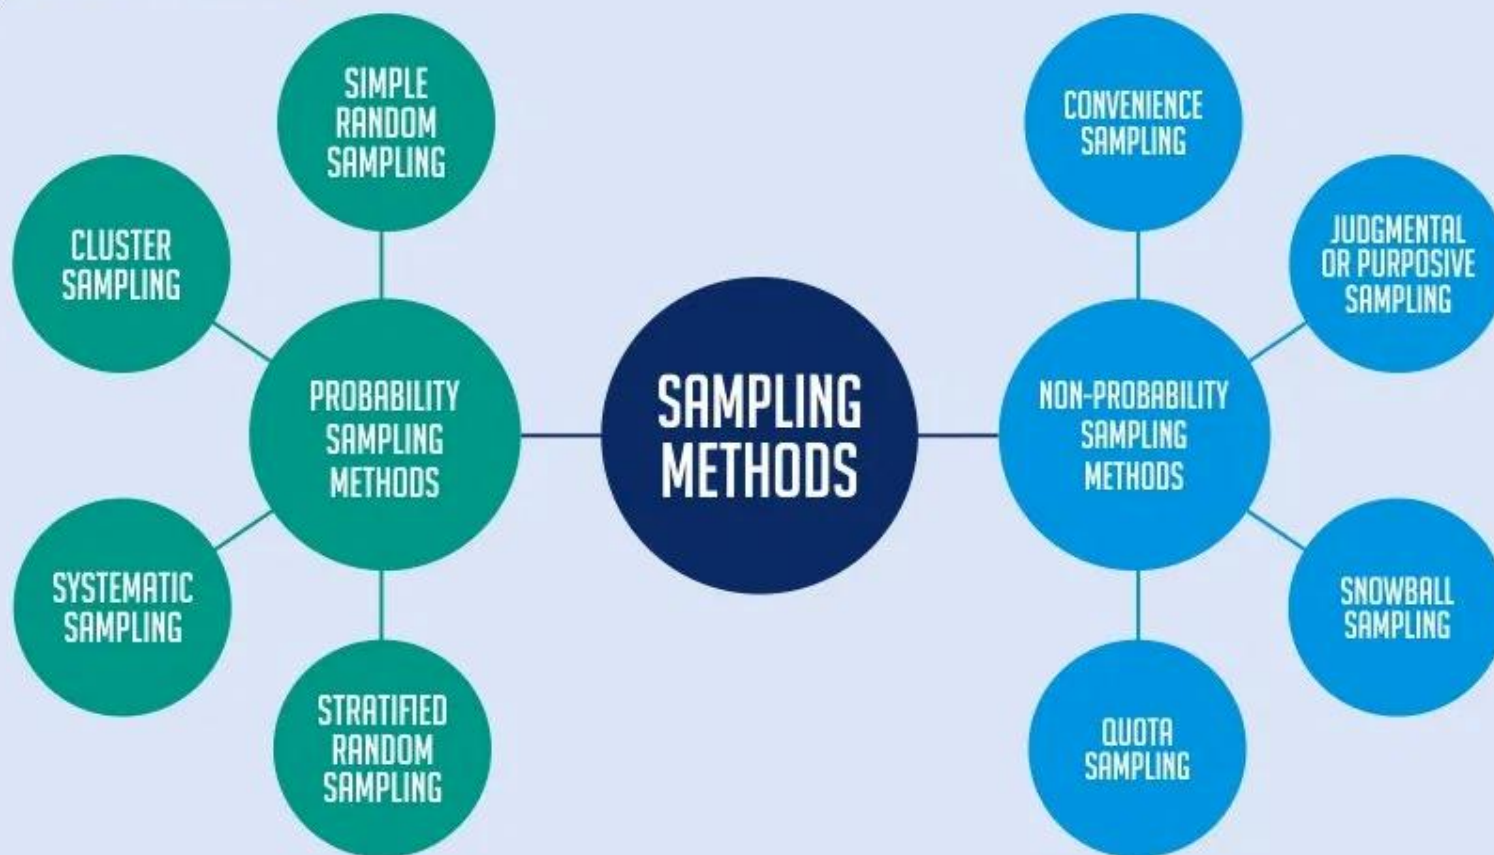 SIMPLE
RANDOM
SAMPLING
CLUSTER
SAMPLING
PROBABILITY
SAMPLING
METHODS
SYSTEMATIC
SAMPLING
STRATIFIED
RANDOM
SAMPLING
SAMPLING
METHODS
CONVENIENCE
SAMPLING
JUDGMENTAL
OR PURPOSIVE
SAMPLING
NON-PROBABILITY
SAMPLING
METHODS
SNOWBALL
SAMPLING
QUOTA
SAMPLING